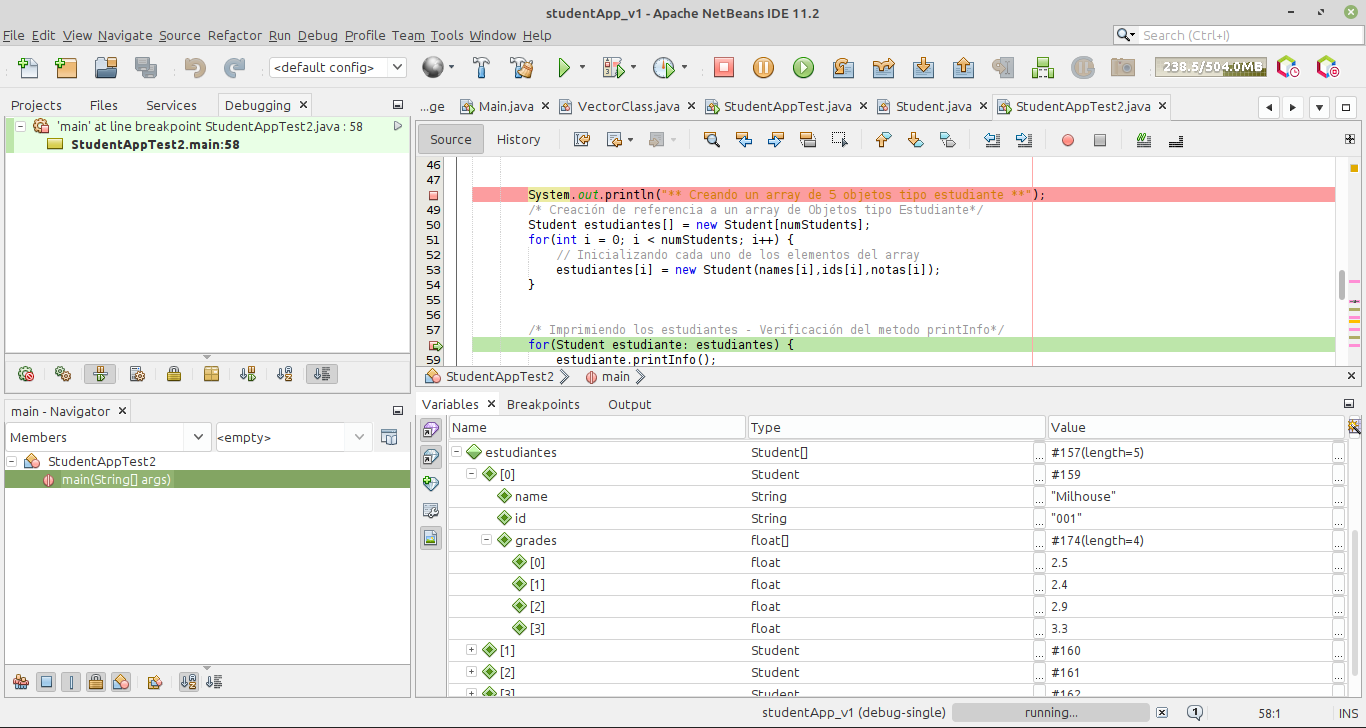 studentApp_v1 - Apache NetBeans IDE 11.2
File Edit View Navigate Source Refactor Run Debug Profile Team Tools Window Help
Search (Ctrl+I)
<default config>
238.5/504.0MB
Projects Files Services Debugging
...ge Main.java VectorClass.java StudentAppTest.java Student.java StudentAppTest2.java
'main' at line breakpoint StudentAppTest2.java : 58
StudentAppTest2.main:58
Source History
46
47
System.out.println("** Creando un array de 5 objetos tipo estudiante **");
49 /* Creación de referencia a un array de Objetos tipo Estudiante*/
50 Student estudiantes[] = new Student[numStudents];
51 for(int i = 0; i < numStudents; i++) {
52 // Inicializando cada uno de los elementos del array
53 estudiantes[i] = new Student(names[i],ids[i],notas[i]);
54 }
55
56
57 /* Imprimiendo los estudiantes - Verificación del metodo printInfo*/
for(Student estudiante: estudiantes) {
59 estudiante.printInfo();
StudentAppTest2 main
main - Navigator
Members <empty>
StudentAppTest2
main(String[] args)
Variables Breakpoints Output
Name Type Value
estudiantes Student[] ... #157(length=5) ...
[0] Student ... #159 ...
name String ... "Milhouse" ...
id String ... "001" ...
grades float[] ... #174(length=4) ...
[0] float ... 2.5 ...
[1] float ... 2.4 ...
[2] float ... 2.9 ...
[3] float ... 3.3 ...
[1] Student ... #160 ...
[2] Student ... #161 ...
[3] Student ... #162 ...
studentApp_v1 (debug-single) running... 1 58:1 INS